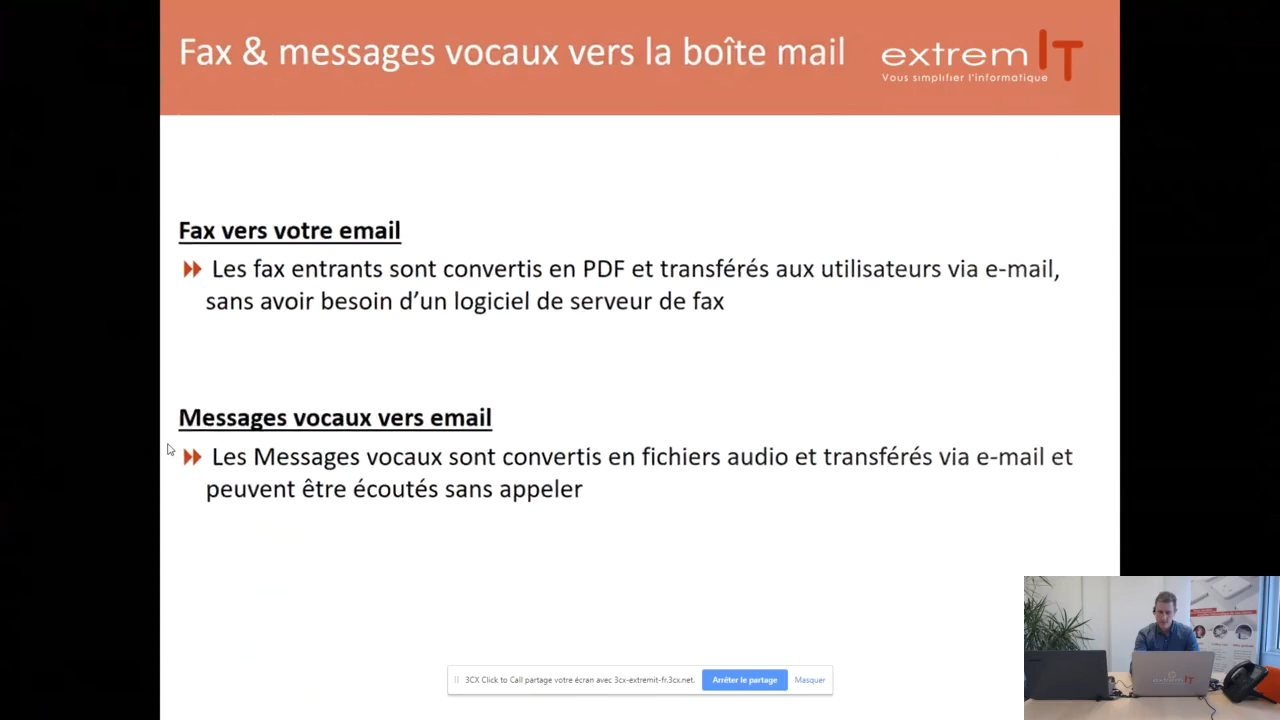 Fax & messages vocaux vers la boîte mail
extremIT
Vous simplifier l'informatique
Fax vers votre email
Les fax entrants sont convertis en PDF et transférés aux utilisateurs via e-mail,
sans avoir besoin d'un logiciel de serveur de fax
Messages vocaux vers email
Les Messages vocaux sont convertis en fichiers audio et transférés via e-mail et
peuvent être écoutés sans appeler
3CX Click to Call partage votre écran avec 3cx-extremit-fr.3cx.net.
Arrêter le partage
Masquer
extremIT